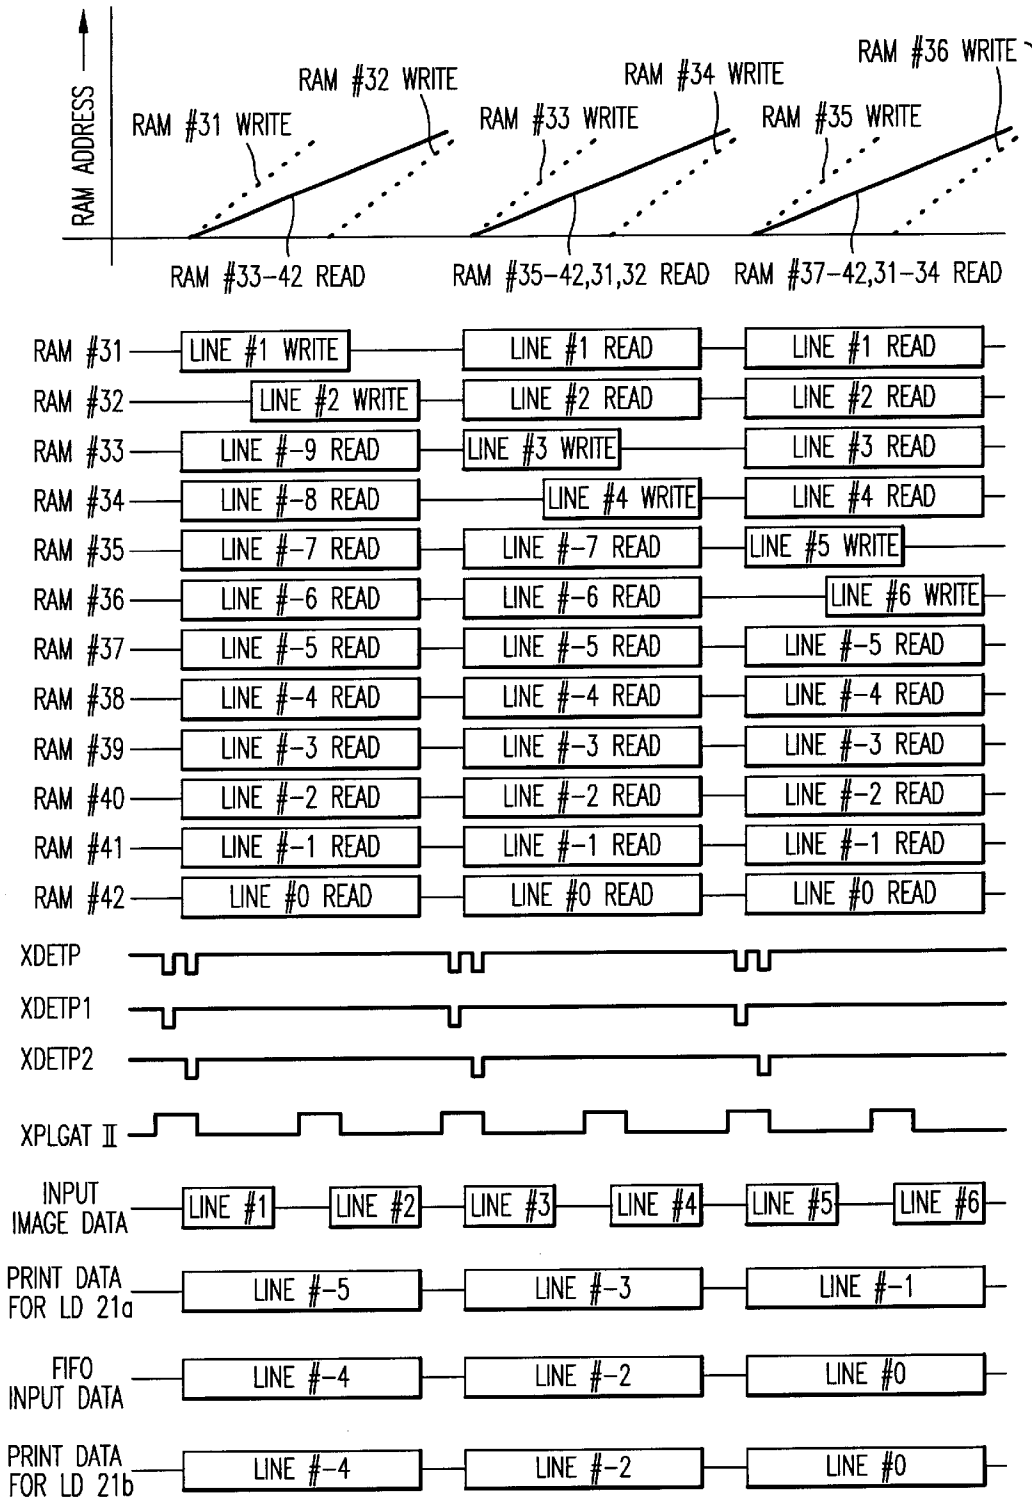 RAM ADDRESS
RAM #31 WRITE
RAM #32 WRITE
RAM #33 WRITE
RAM #34 WRITE
RAM #35 WRITE
RAM #36 WRITE
RAM #33-42 READ
RAM #35-42,31,32 READ
RAM #37-42,31-34 READ
RAM #31 LINE #1 WRITE LINE #1 READ LINE #1 READ
RAM #32 LINE #2 WRITE LINE #2 READ LINE #2 READ
RAM #33 LINE #-9 READ LINE #3 WRITE LINE #3 READ
RAM #34 LINE #-8 READ LINE #4 WRITE LINE #4 READ
RAM #35 LINE #-7 READ LINE #-7 READ LINE #5 WRITE
RAM #36 LINE #-6 READ LINE #-6 READ LINE #6 WRITE
RAM #37 LINE #-5 READ LINE #-5 READ LINE #-5 READ
RAM #38 LINE #-4 READ LINE #-4 READ LINE #-4 READ
RAM #39 LINE #-3 READ LINE #-3 READ LINE #-3 READ
RAM #40 LINE #-2 READ LINE #-2 READ LINE #-2 READ
RAM #41 LINE #-1 READ LINE #-1 READ LINE #-1 READ
RAM #42 LINE #0 READ LINE #0 READ LINE #0 READ
XDETP
XDETP1
XDETP2
XPLGAT II
INPUT
IMAGE DATA LINE #1 LINE #2 LINE #3 LINE #4 LINE #5 LINE #6
PRINT DATA
FOR LD 21a LINE #-5 LINE #-3 LINE #-1
FIFO
INPUT DATA LINE #-4 LINE #-2 LINE #0
PRINT DATA
FOR LD 21b LINE #-4 LINE #-2 LINE #0